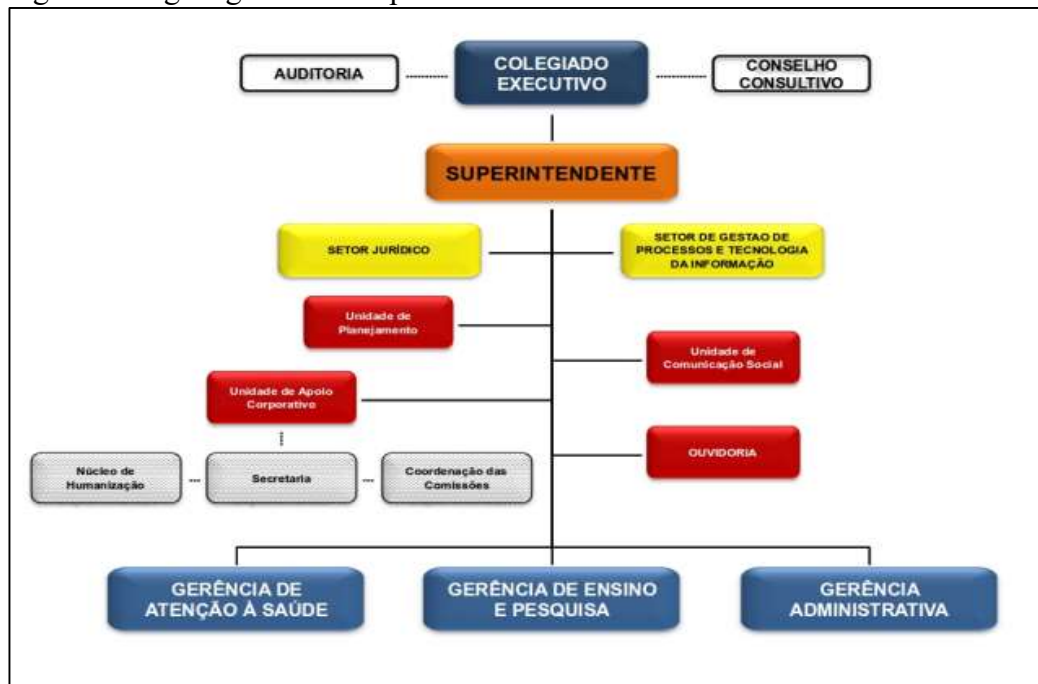 AUDITORIA
COLEGIADO
EXECUTIVO
CONSELHO
CONSULTIVO
SUPERINTENDENTE
SETOR JURÍDICO
SETOR DE GESTAO DE
PROCESSOS E TECNOLOGIA
DA INFORMAÇÃO
Unidade de
Planejamento
Unidade de
Comunicação Social
Unidade de Apoio
Corporativo
OUVIDORIA
Núcleo de
Humanização
Secretaria
Coordenação das
Comissões
GERÊNCIA DE
ATENÇÃO À SAÚDE
GERÊNCIA DE ENSINO
E PESQUISA
GERÊNCIA
ADMINISTRATIVA